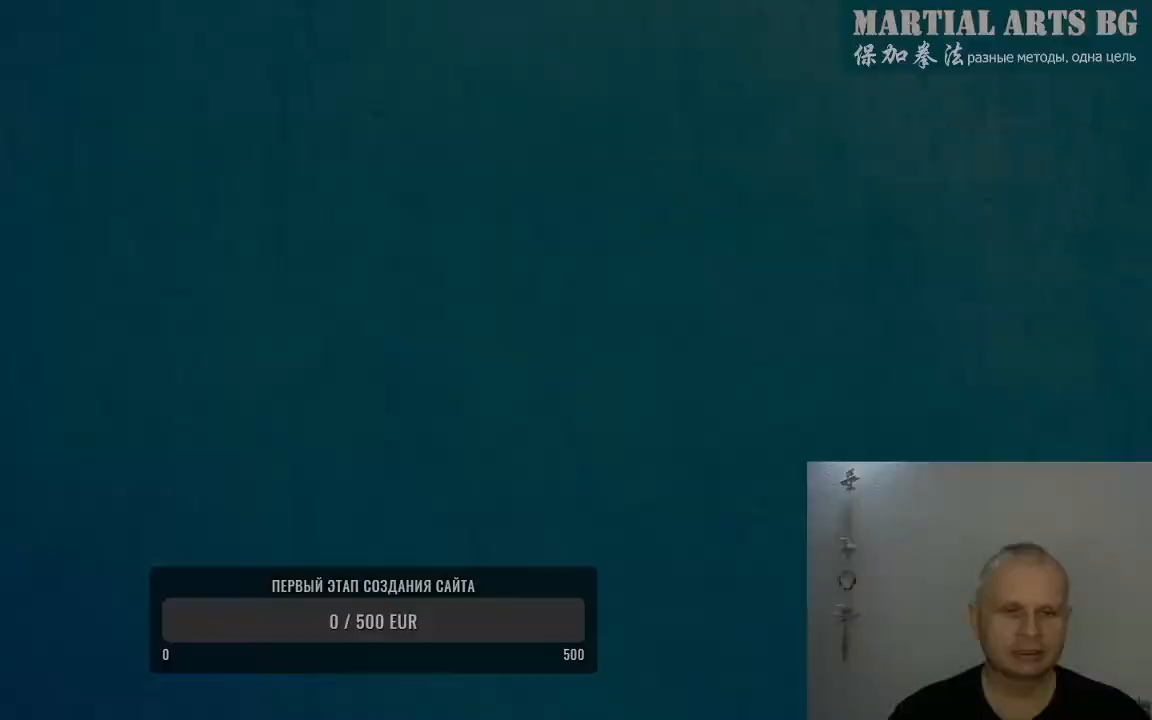 MARTIAL ARTS BG
保加拳法 разные методы, одна цель
ПЕРВЫЙ ЭТАП СОЗДАНИЯ САЙТА
0 / 500 EUR
0 500